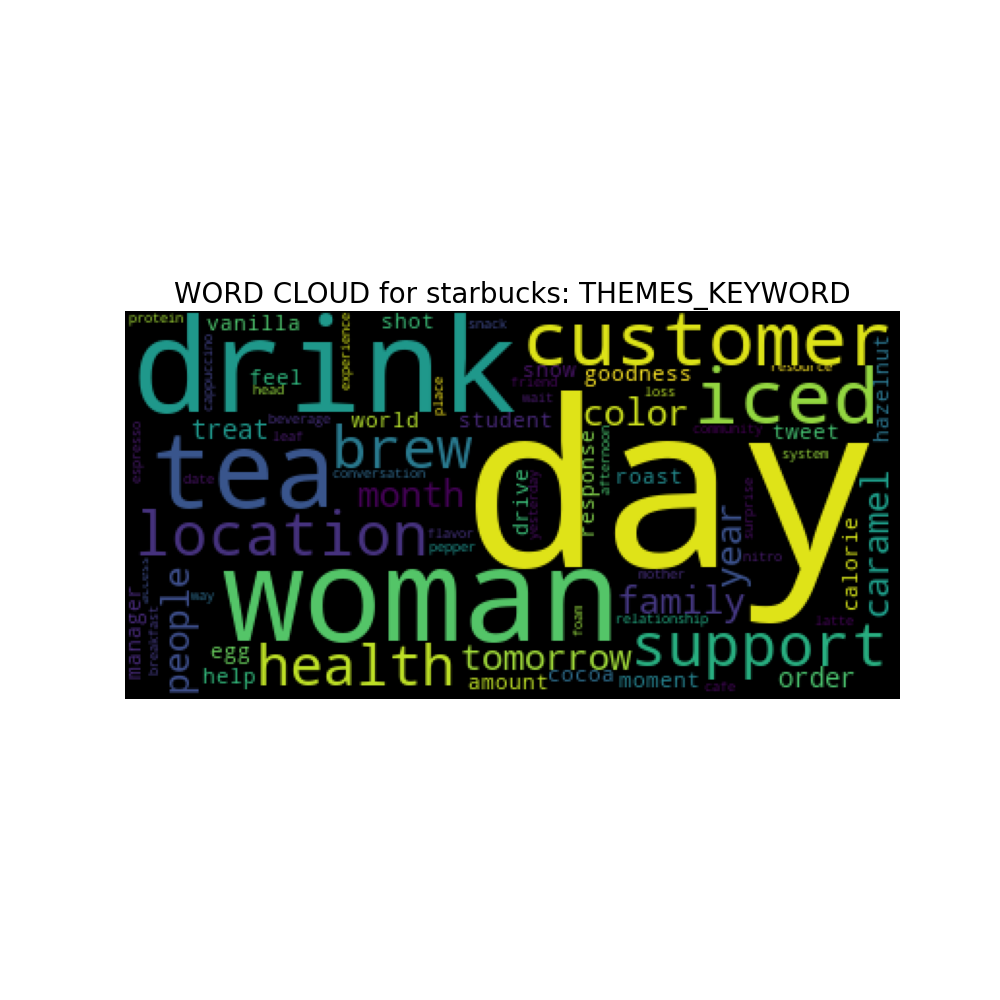 WORD CLOUD for starbucks: THEMES_KEYWORD
protein
vanilla
experience
shot
snack
customer
cappuccino
drink
feel
head
place
snow
friend
wait
goodness
resource
hazelnut
loss
iced
color
espresso
treat
beverage
leaf
world
student
community
tweet
system
tea
brew
conversation
date
month
day
drive
yesterday
response
afternoon
roast
surprise
year
caramel
location
flavor
pepper
nitro
calorie
access
manager
breakfast
people
way
woman
mother
family
foam
relationship
latte
support
egg
help
health
tomorrow
amount
cocoa
moment
cafe
order